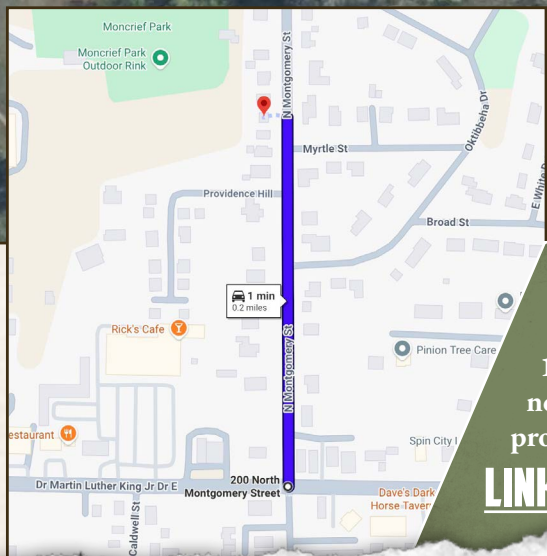 Moncrief Park
Moncrief Park
Outdoor Rink
N Montgomery St
Oktibbeha Dr
Myrtle St
E White
Providence Hill
Broad St
1 min
0.2 miles
Rick's Cafe
N Montgomery St
Pinion Tree Care
Spin City
200 North
Montgomery Street
Dr Martin Luther King Jr Dr E
Caldwell St
Dave's Dark
Horse Tavern
LINK